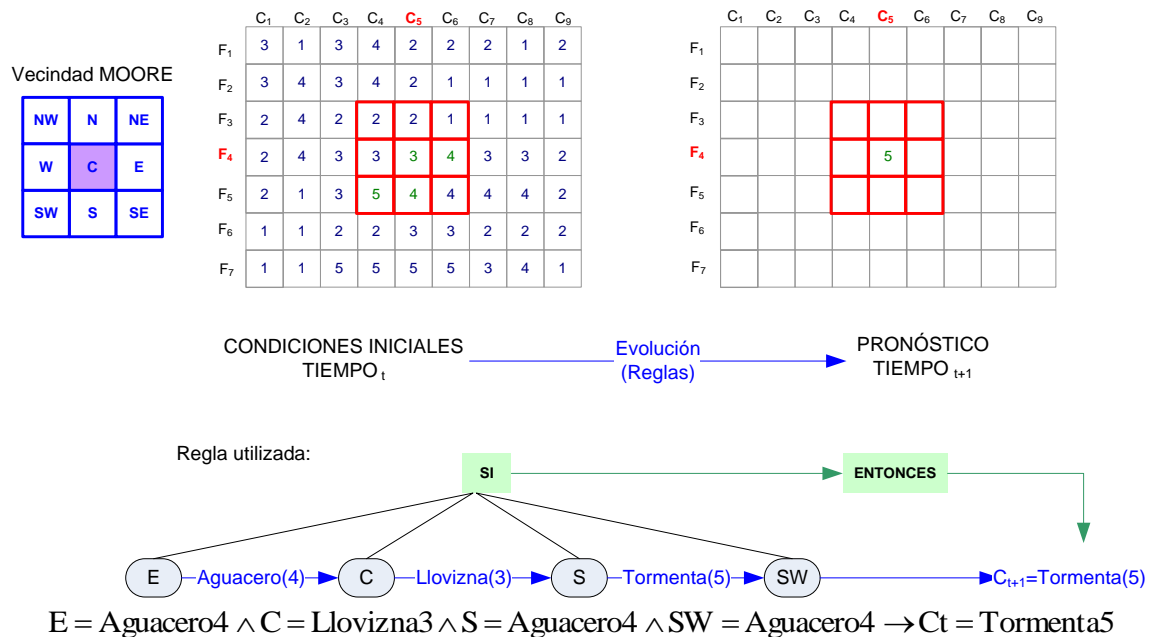 C₁ C₂ C₃ C₄ C₅ C₆ C₇ C₈ C₉
F₁ 3 1 3 4 2 2 2 1 2
F₂ 3 4 3 4 2 1 1 1 1
F₃ 2 4 2 2 2 1 1 1 1
F₄ 2 4 3 3 3 4 3 3 2
F₅ 2 1 3 5 4 4 4 4 2
F₆ 1 1 2 2 3 3 2 2 2
F₇ 1 1 5 5 5 5 3 4 1
Vecindad MOORE
NW N NE
W C E
SW S SE
C₁ C₂ C₃ C₄ C₅ C₆ C₇ C₈ C₉
F₁
F₂
F₃
F₄ 5
F₅
F₆
F₇
CONDICIONES INICIALES
TIEMPO t
Evolución
(Reglas)
PRONÓSTICO
TIEMPO t+1
Regla utilizada:
SI
ENTONCES
E Aguacero(4) C Llovizna(3) S Tormenta(5) SW Ct+1=Tormenta(5)
E = Aguacero4 ∧ C = Llovizna3 ∧ S = Aguacero4 ∧ SW = Aguacero4 → Ct = Tormenta5